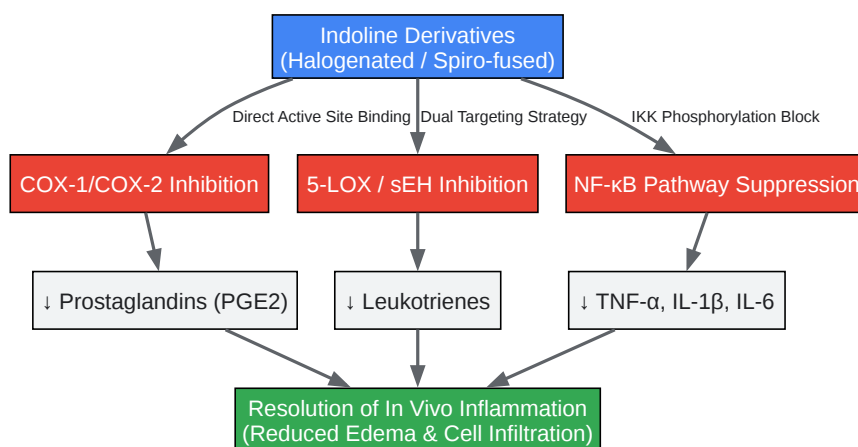 Indoline Derivatives
(Halogenated / Spiro-fused)
Direct Active Site Binding
Dual Targeting Strategy
IKK Phosphorylation Block
COX-1/COX-2 Inhibition
5-LOX / sEH Inhibition
NF-κB Pathway Suppression
↓ Prostaglandins (PGE2)
↓ Leukotrienes
↓ TNF-α, IL-1β, IL-6
Resolution of In Vivo Inflammation
(Reduced Edema & Cell Infiltration)